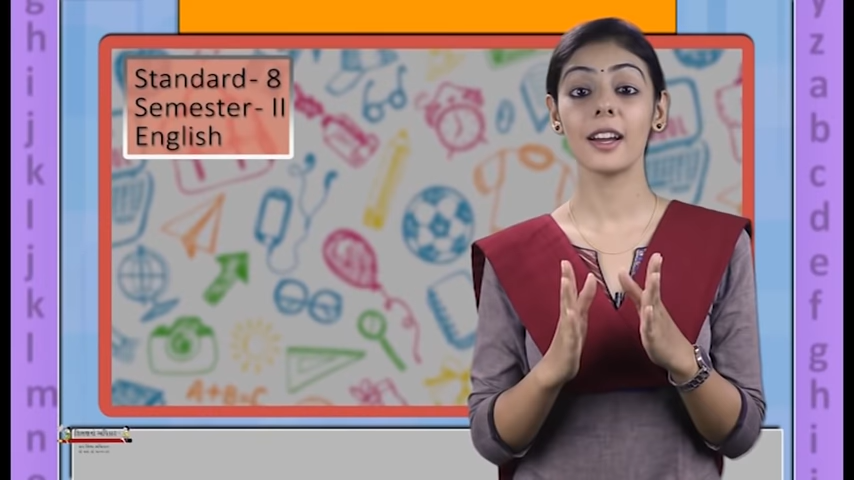 Standard- 8
Semester- II
English
A+B=C
g
h
i
j
k
l
j
k
l
m
n
y
z
a
b
c
d
e
f
g
h
i